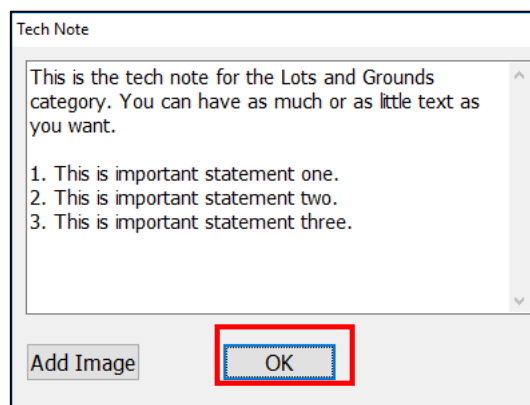 Tech Note
This is the tech note for the Lots and Grounds
category. You can have as much or as little text as
you want.
1. This is important statement one.
2. This is important statement two.
3. This is important statement three.
Add Image
OK